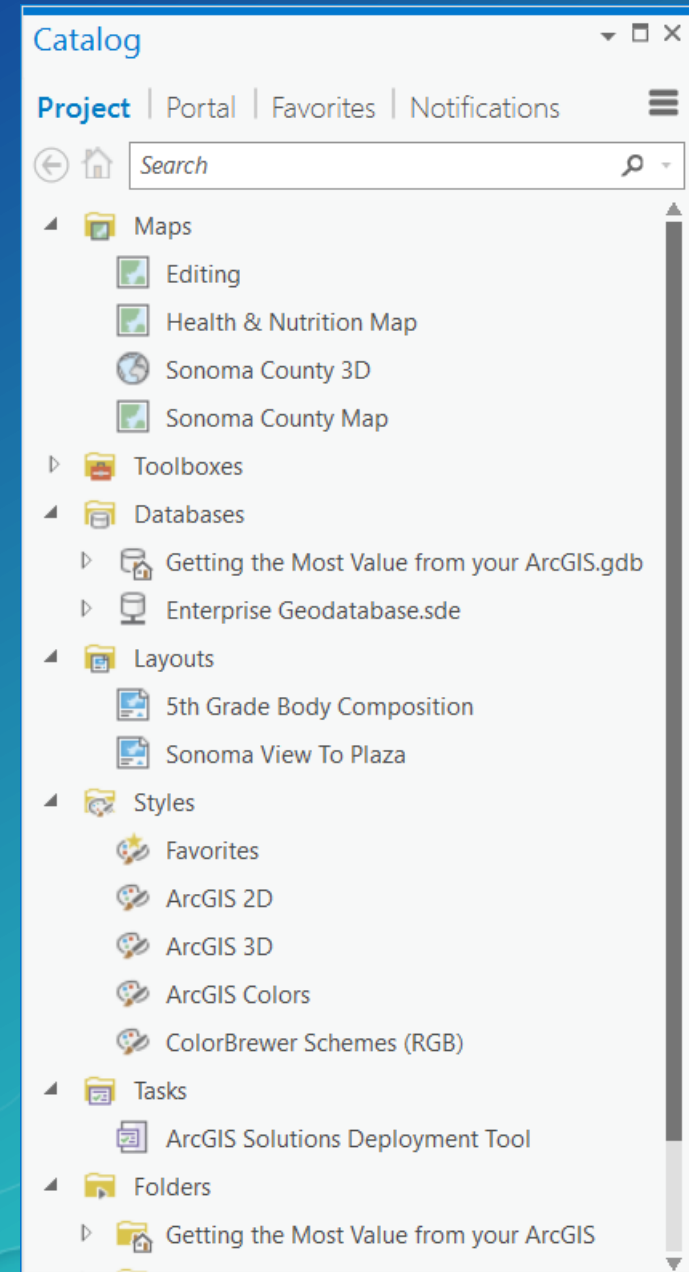 Catalog
Project Portal Favorites Notifications
Search
Maps
Editing
Health & Nutrition Map
Sonoma County 3D
Sonoma County Map
Toolboxes
Databases
Getting the Most Value from your ArcGIS.gdb
Enterprise Geodatabase.sde
Layouts
5th Grade Body Composition
Sonoma View To Plaza
Styles
Favorites
ArcGIS 2D
ArcGIS 3D
ArcGIS Colors
ColorBrewer Schemes (RGB)
Tasks
ArcGIS Solutions Deployment Tool
Folders
Getting the Most Value from your ArcGIS